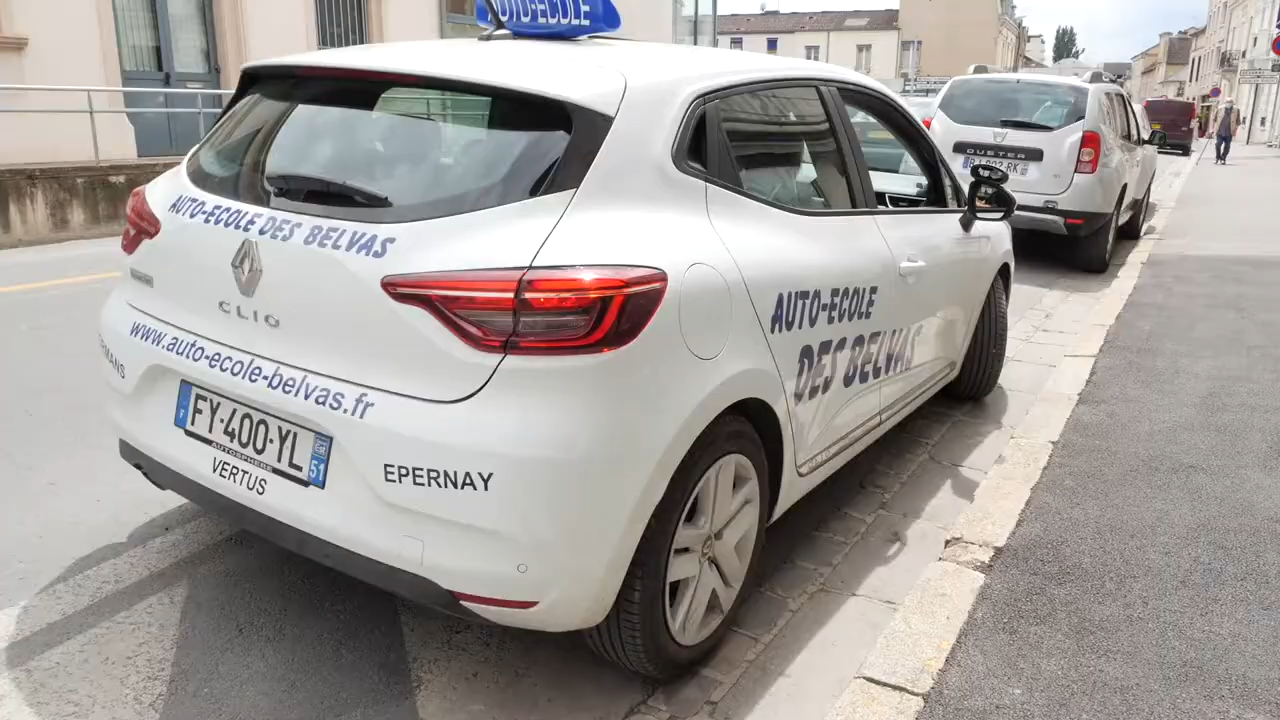 AUTO-ECOLE
AUTO-ECOLE DES BELVAS
CLIO
www.auto-ecole-belvas.fr
FY-400-YL
F
51
AUTOSPHERE
VERTUS
EPERNAY
AUTO-ECOLE
DES BELVAS
DUSTER